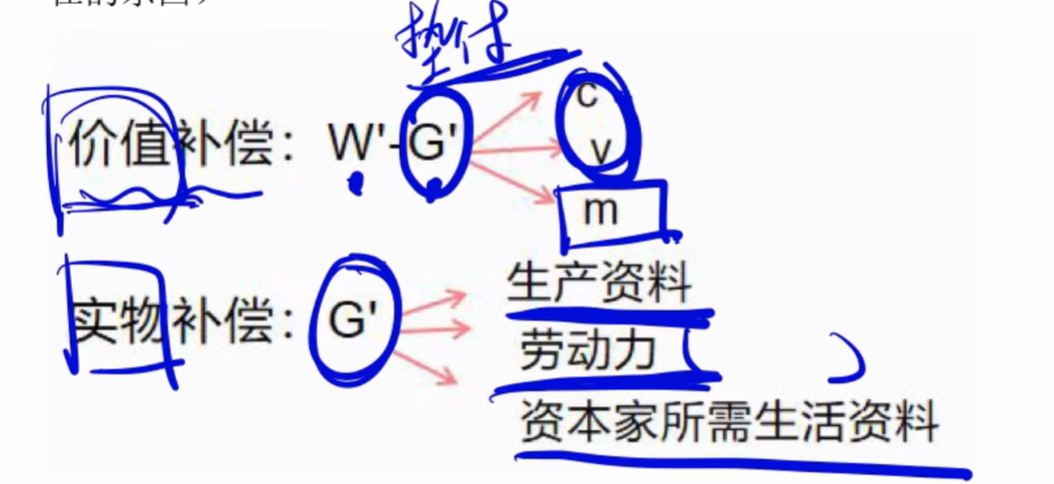 垫付
价值补偿：W'-G' c
v
m
实物补偿：G' 生产资料
劳动力（ ）
资本家所需生活资料